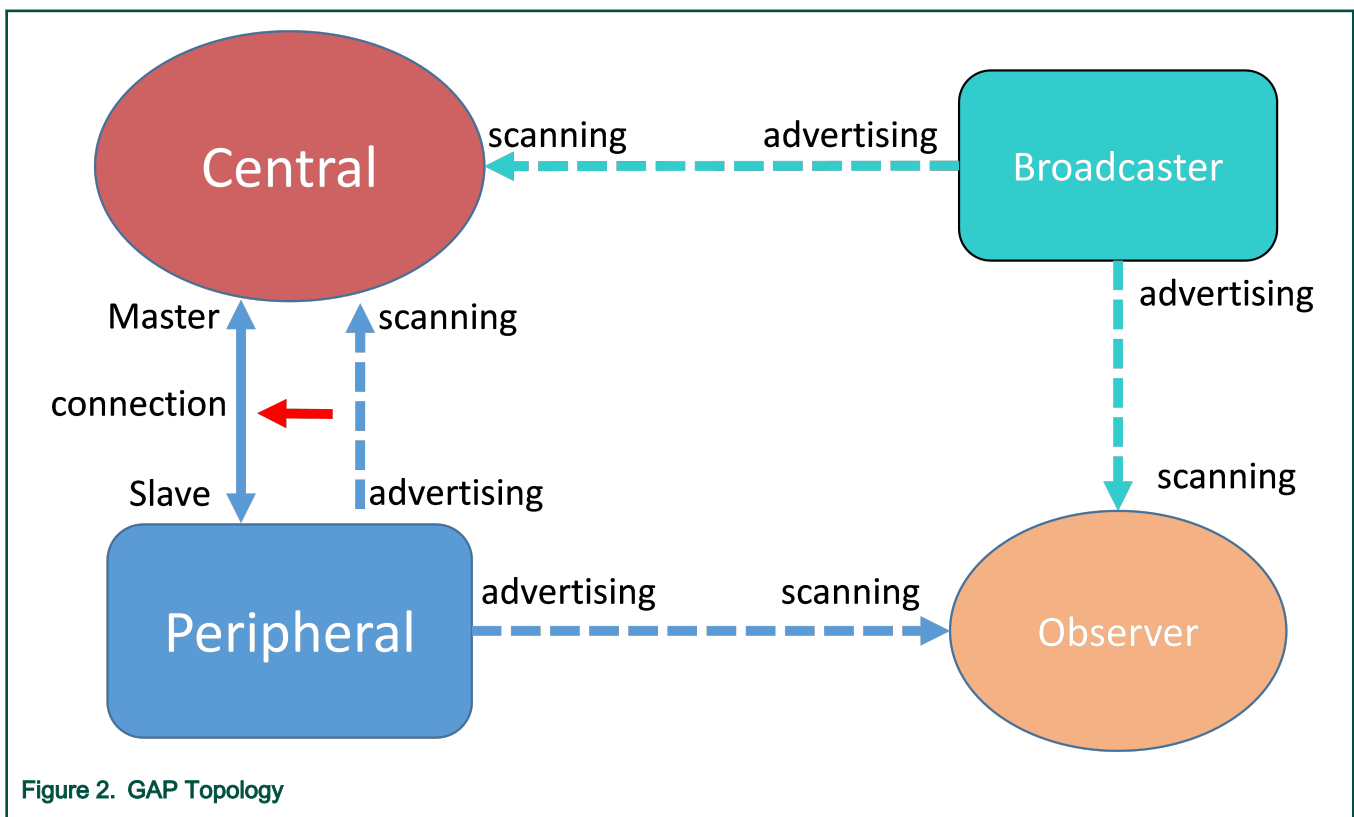 Central
scanning
advertising
Broadcaster
Master
scanning
advertising
connection
Slave
advertising
scanning
Peripheral
advertising
scanning
Observer
Figure 2. GAP Topology